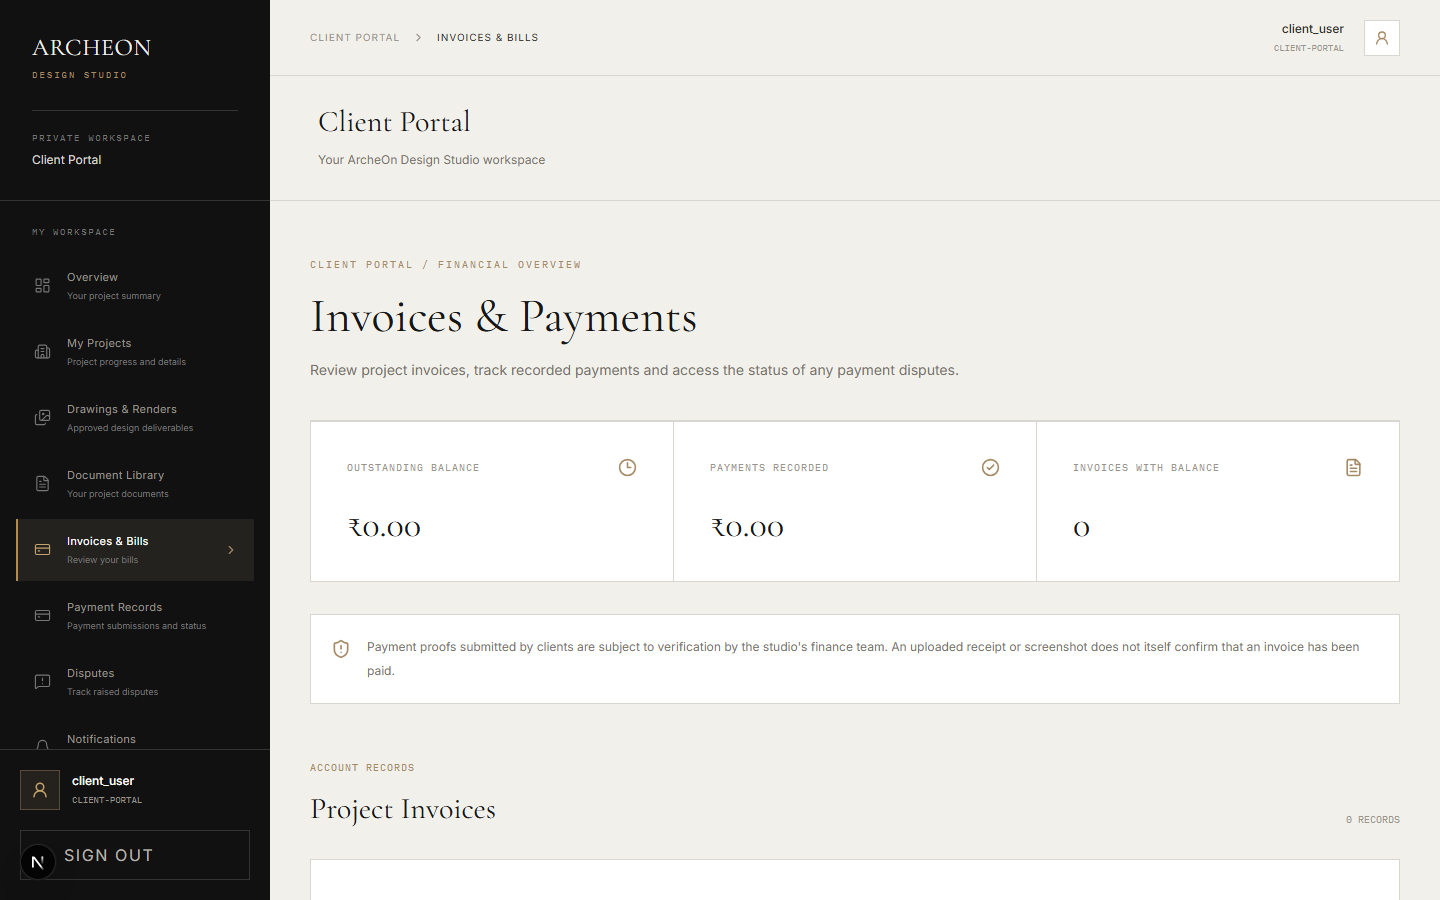 ARCHEON
DESIGN STUDIO
PRIVATE WORKSPACE
Client Portal
MY WORKSPACE
Overview
Your project summary
My Projects
Project progress and details
Drawings & Renders
Approved design deliverables
Document Library
Your project documents
Invoices & Bills
Review your bills
Payment Records
Payment submissions and status
Disputes
Track raised disputes
Notifications
client_user
CLIENT-PORTAL
N
SIGN OUT
CLIENT PORTAL > INVOICES & BILLS
client_user
CLIENT-PORTAL
Client Portal
Your ArcheOn Design Studio workspace
CLIENT PORTAL / FINANCIAL OVERVIEW
Invoices & Payments
Review project invoices, track recorded payments and access the status of any payment disputes.
OUTSTANDING BALANCE
₹0.00
PAYMENTS RECORDED
₹0.00
INVOICES WITH BALANCE
0
Payment proofs submitted by clients are subject to verification by the studio's finance team. An uploaded receipt or screenshot does not itself confirm that an invoice has been
paid.
ACCOUNT RECORDS
Project Invoices
0 RECORDS